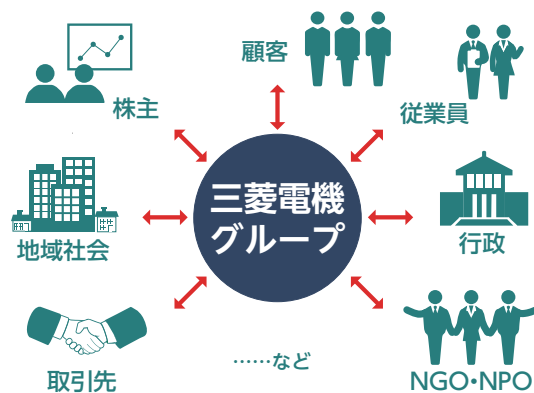 顧客
株主
従業員
三菱電機
グループ
地域社会
行政
取引先
……など
NGO・NPO